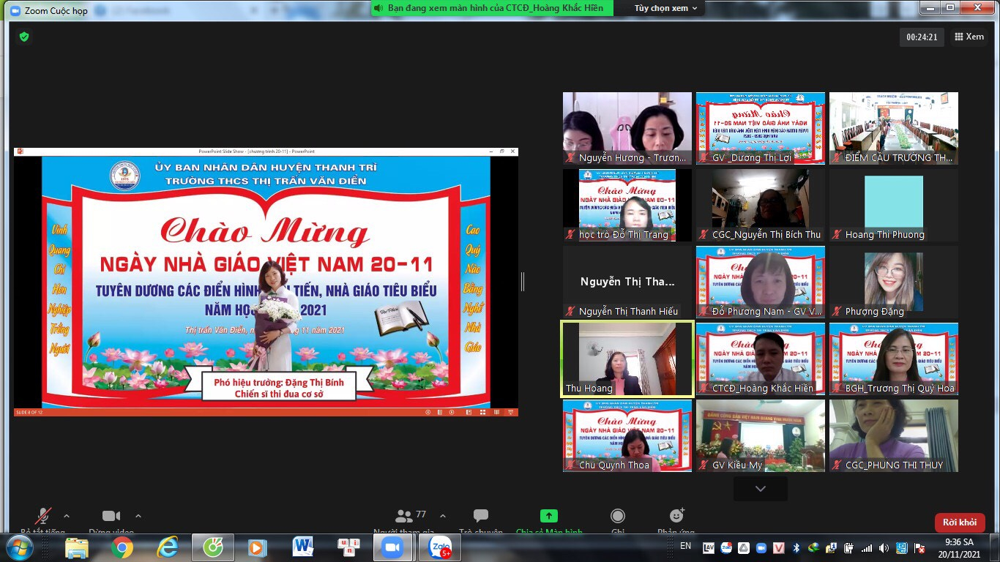 Zoom Cuộc họp
Bạn đang xem màn hình của CTCĐ_Hoàng Khắc Hiền
Tùy chọn xem
00:24:21
Xem
PowerPoint Slide Show - [chương trình 20-11] - PowerPoint
ỦY BAN NHÂN DÂN HUYỆN THANH TRÌ
TRƯỜNG THCS THỊ TRẤN VĂN ĐIỂN
Chào Mừng
NGÀY NHÀ GIÁO VIỆT NAM 20-11
TUYÊN DƯƠNG CÁC ĐIỂN HÌNH TIẾN, NHÀ GIÁO TIÊU BIỂU
NĂM HỌC 2021
Thị trấn Văn Điển, 11 năm 2021
Vinh
Quang
Chi
Hơn
Nghiệp
Trồng
Người
Cao
Quý
Nào
Bằng
Nghề
Nhà
Giáo
Phó hiệu trưởng: Đặng Thị Bính
Chiến sĩ thi đua cơ sở
SLIDE 8 OF 12
Nguyễn Hương - Trươn...
GV _Dương Thị Lợi
ĐIỂM CẦU TRƯỜNG TH...
học trò Đỗ Thị Trang
CGC_Nguyễn Thị Bích Thu
Hoang Thi Phuong
Nguyễn Thị Tha...
Nguyễn Thị Thanh Hiếu
Đỗ Phương Nam - GV V...
Phượng Đặng
Thu Hoang
CTCĐ_Hoàng Khắc Hiền
BGH_Trương Thị Quý Hoa
Chu Quynh Thoa
GV Kiều My
CGC_PHUNG THI THUY
77
Bỏ tắt tiếng
Dừng video
Người tham gia
Trò chuyện
Chia sẻ Màn hình
Ghi
Phản ứng
Rời khỏi
Zalo
5+
EN
9:36 SA
20/11/2021